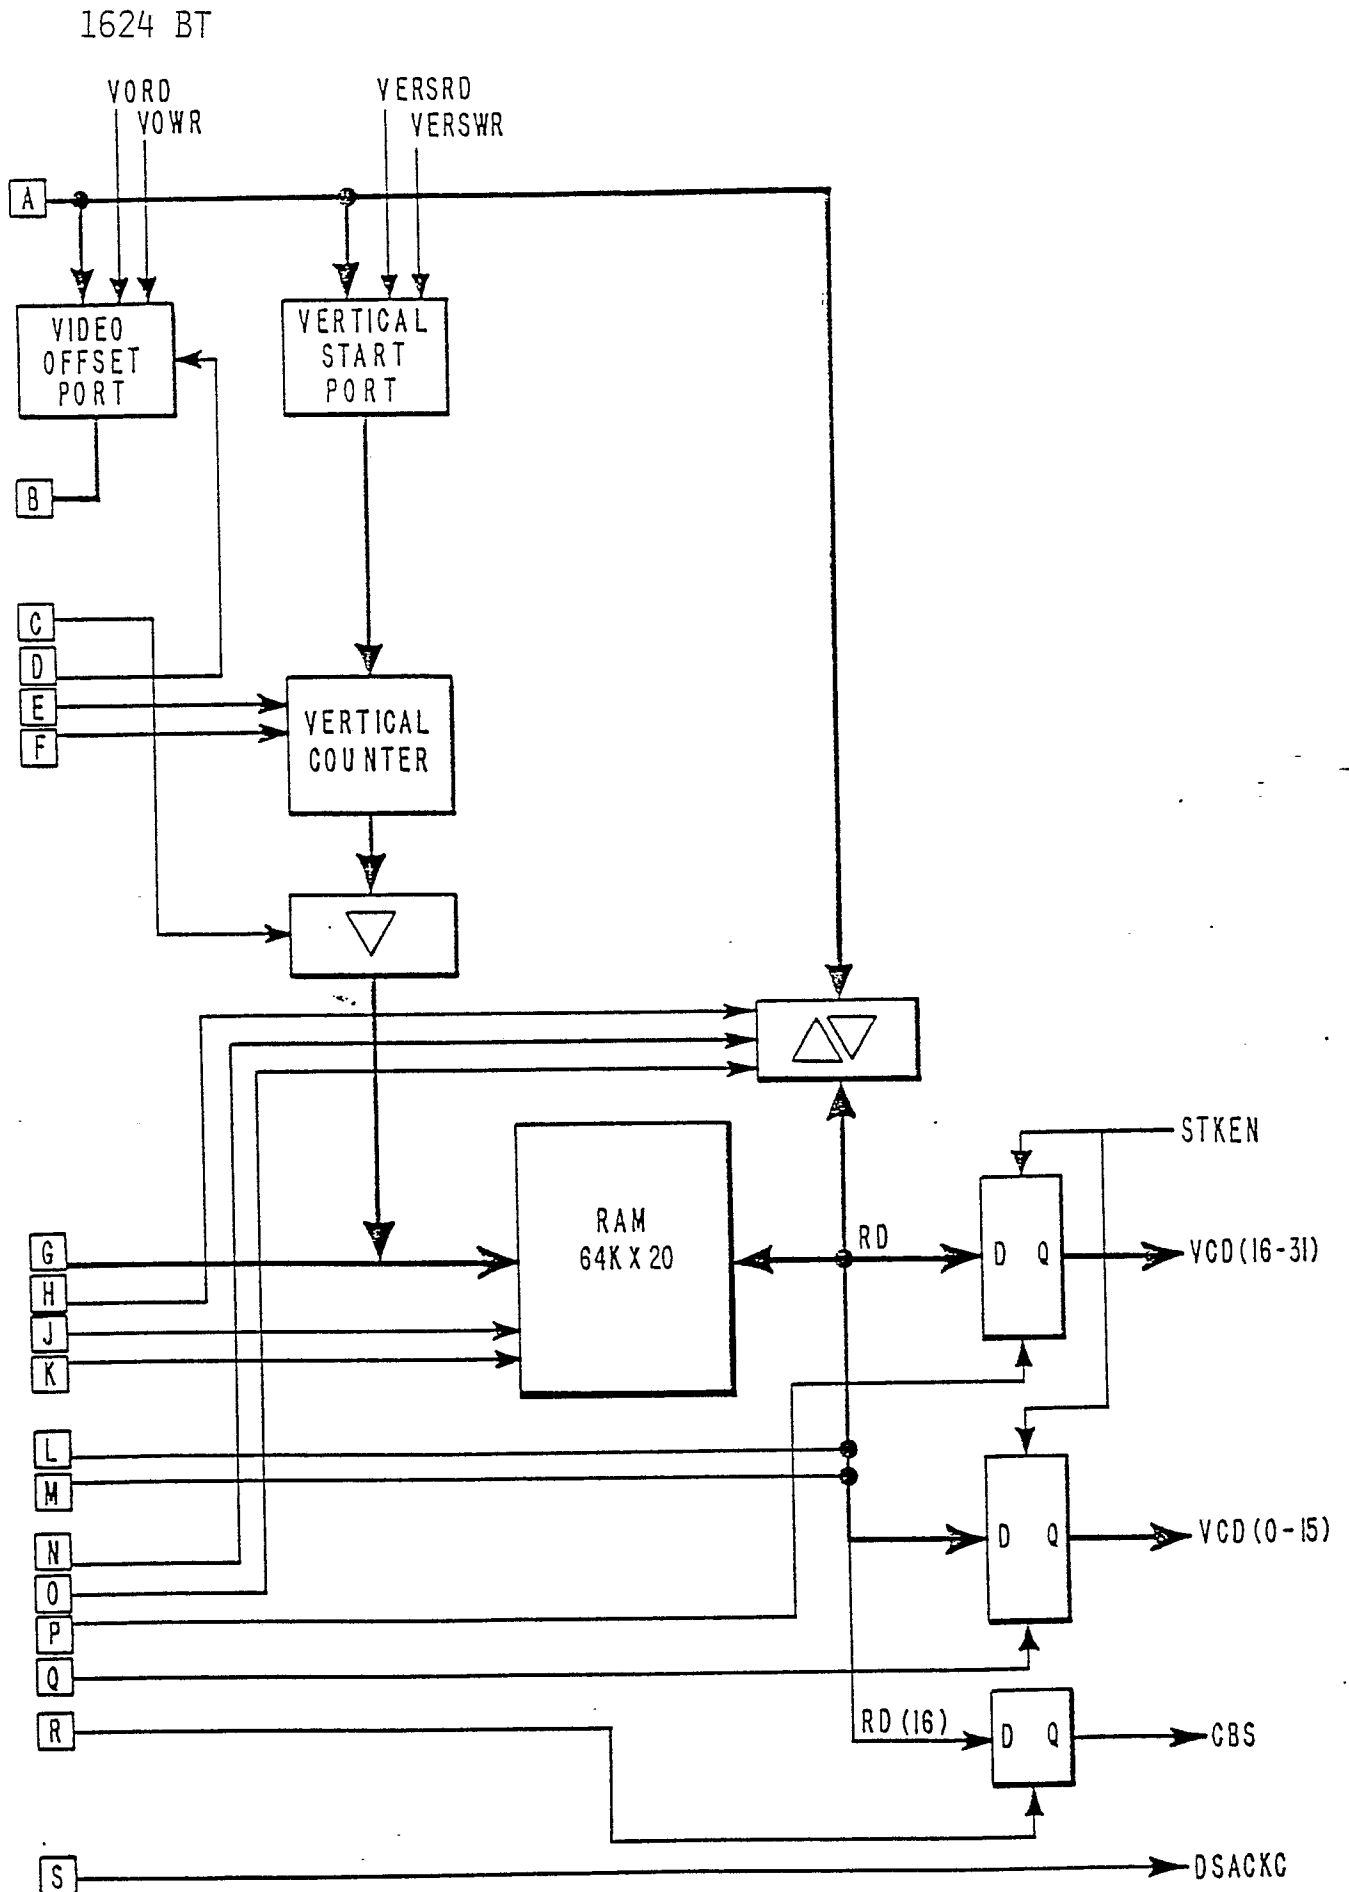 1624 BT
VORD
VOWR
VERSRD
VERSWR
A
VIDEO
OFFSET
PORT
VERTICAL
START
PORT
B
C
D
E
F
VERTICAL
COUNTER
STKEN
RAM
64K X 20
RD
D Q
VCD(16-31)
G
H
J
K
L
M
N
O
P
Q
R
S
D Q
VCD(0-15)
RD(16)
D Q
CBS
DSACKC